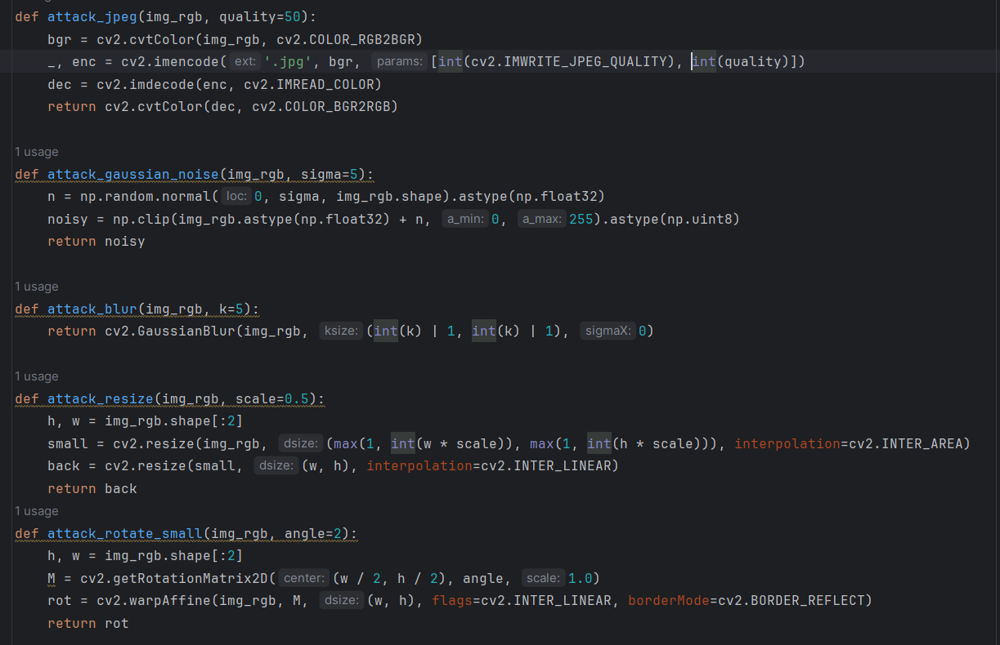 def attack_jpeg(img_rgb, quality=50):
    bgr = cv2.cvtColor(img_rgb, cv2.COLOR_RGB2BGR)
    _, enc = cv2.imencode( ext: '.jpg', bgr, params: [int(cv2.IMWRITE_JPEG_QUALITY), int(quality)])
    dec = cv2.imdecode(enc, cv2.IMREAD_COLOR)
    return cv2.cvtColor(dec, cv2.COLOR_BGR2RGB)
1 usage
def attack_gaussian_noise(img_rgb, sigma=5):
    n = np.random.normal( loc: 0, sigma, img_rgb.shape).astype(np.float32)
    noisy = np.clip(img_rgb.astype(np.float32) + n, a_min: 0, a_max: 255).astype(np.uint8)
    return noisy
1 usage
def attack_blur(img_rgb, k=5):
    return cv2.GaussianBlur(img_rgb, ksize: (int(k) | 1, int(k) | 1), sigmaX: 0)
1 usage
def attack_resize(img_rgb, scale=0.5):
    h, w = img_rgb.shape[:2]
    small = cv2.resize(img_rgb, dsize: (max(1, int(w * scale)), max(1, int(h * scale))), interpolation=cv2.INTER_AREA)
    back = cv2.resize(small, dsize: (w, h), interpolation=cv2.INTER_LINEAR)
    return back
1 usage
def attack_rotate_small(img_rgb, angle=2):
    h, w = img_rgb.shape[:2]
    M = cv2.getRotationMatrix2D( center: (w / 2, h / 2), angle, scale: 1.0)
    rot = cv2.warpAffine(img_rgb, M, dsize: (w, h), flags=cv2.INTER_LINEAR, borderMode=cv2.BORDER_REFLECT)
    return rot